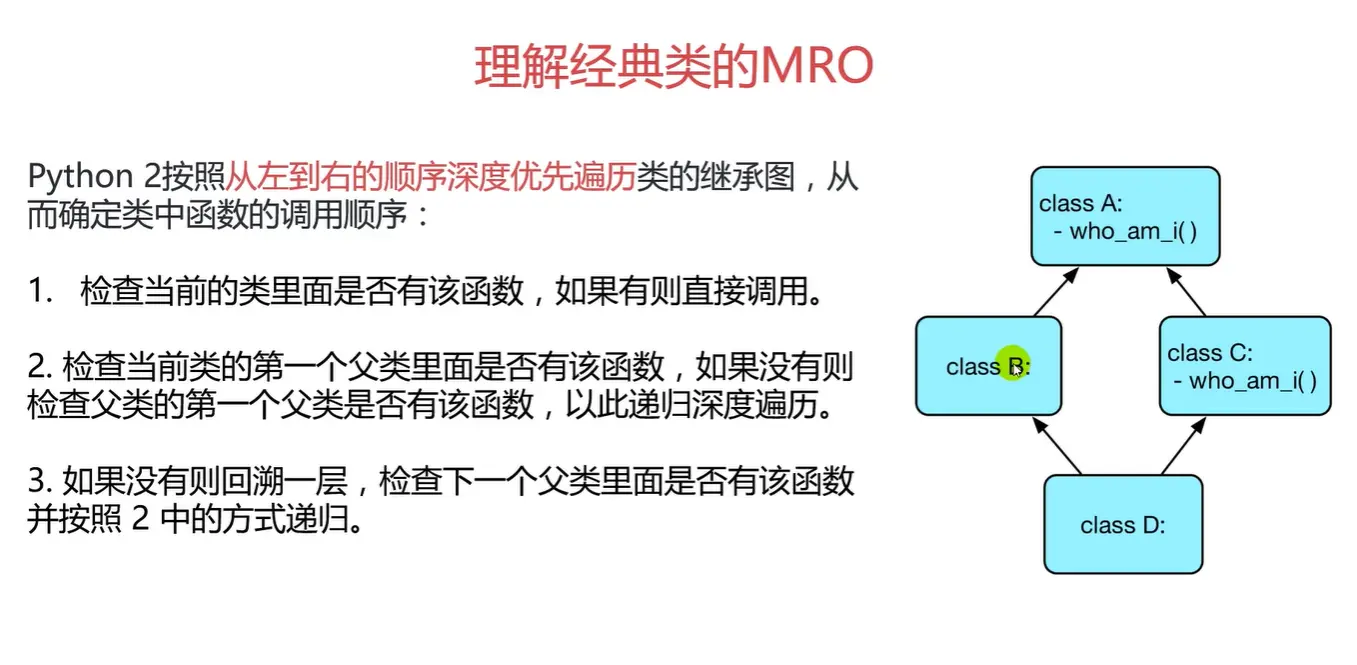 理解经典类的MRO
Python 2按照从左到右的顺序深度优先遍历类的继承图，从
而确定类中函数的调用顺序：
1. 检查当前的类里面是否有该函数，如果有则直接调用。
2. 检查当前类的第一个父类里面是否有该函数，如果没有则
检查父类的第一个父类是否有该函数，以此递归深度遍历。
3. 如果没有则回溯一层，检查下一个父类里面是否有该函数
并按照 2 中的方式递归。
class A:
- who_am_i( )
class B:
class C:
- who_am_i( )
class D: